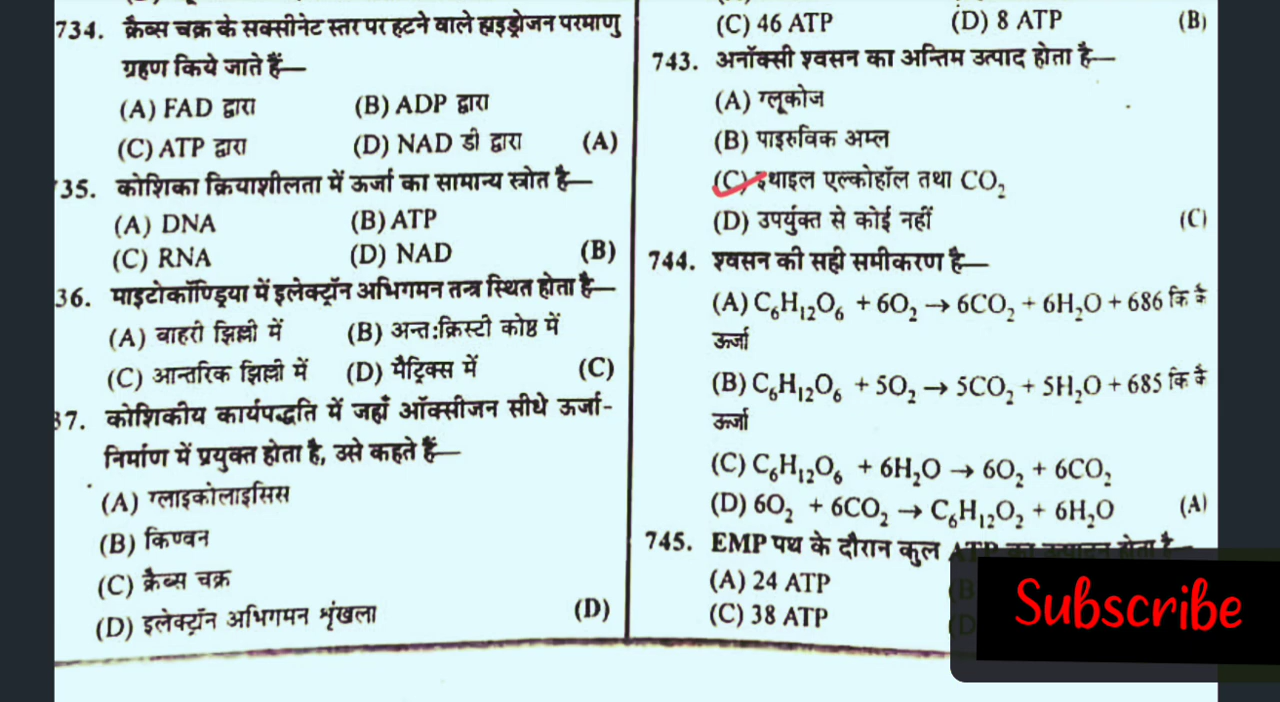 734. क्रैब्स चक्र के सक्सीनेट स्तर पर हटने वाले हाइड्रोजन परमाणु
ग्रहण किये जाते हैं—
(A) FAD द्वारा (B) ADP द्वारा
(C) ATP द्वारा (D) NAD डी द्वारा (A)
35. कोशिका क्रियाशीलता में ऊर्जा का सामान्य स्त्रोत है—
(A) DNA (B) ATP
(C) RNA (D) NAD (B)
36. माइटोकॉण्ड्रिया में इलेक्ट्रॉन अभिगमन तन्त्र स्थित होता है—
(A) बाहरी झिल्ली में (B) अन्त:क्रिस्टी कोष्ठ में
(C) आन्तरिक झिल्ली में (D) मैट्रिक्स में (C)
37. कोशिकीय कार्यपद्धति में जहाँ ऑक्सीजन सीधे ऊर्जा-
निर्माण में प्रयुक्त होता है, उसे कहते हैं—
(A) ग्लाइकोलाइसिस
(B) किण्वन
(C) क्रैब्स चक्र
(D) इलेक्ट्रॉन अभिगमन शृंखला (D)
(C) 46 ATP (D) 8 ATP (B)
743. अनॉक्सी श्वसन का अन्तिम उत्पाद होता है—
(A) ग्लूकोज
(B) पाइरुविक अम्ल
(C) इथाइल एल्कोहॉल तथा CO₂
(D) उपर्युक्त से कोई नहीं (C)
744. श्वसन की सही समीकरण है—
(A) C₆H₁₂O₆ + 6O₂ → 6CO₂ + 6H₂O + 686 कि कै
ऊर्जा
(B) C₆H₁₂O₆ + 5O₂ → 5CO₂ + 5H₂O + 685 कि कै
ऊर्जा
(C) C₆H₁₂O₆ + 6H₂O → 6O₂ + 6CO₂
(D) 6O₂ + 6CO₂ → C₆H₁₂O₂ + 6H₂O (A)
745. EMP पथ के दौरान कुल ATP का उत्पादन होता है—
(A) 24 ATP
(C) 38 ATP
Subscribe